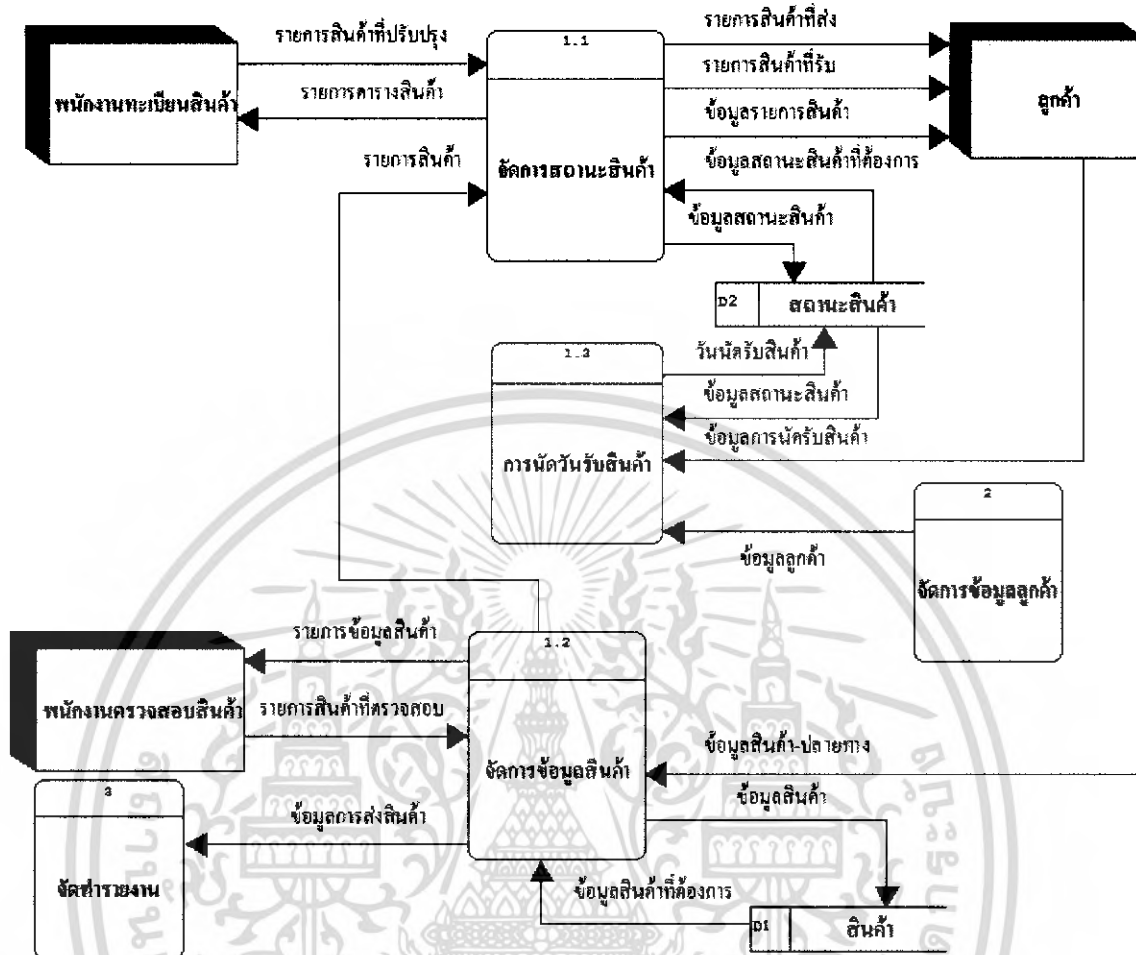 รายการสินค้าที่ปรับปรุง
1.1
รายการสินค้าที่ส่ง
พนักงานทะเบียนสินค้า
รายการตารางสินค้า
รายการสินค้าที่รับ
ลูกค้า
รายการสินค้า
จัดการสถานะสินค้า
ข้อมูลรายการสินค้า
ข้อมูลสถานะสินค้าที่ต้องการ
ข้อมูลสถานะสินค้า
D2
สถานะสินค้า
1.3
วันนัดรับสินค้า
ข้อมูลสถานะสินค้า
ข้อมูลการนัดรับสินค้า
การนัดวันรับสินค้า
2
ข้อมูลลูกค้า
จัดการข้อมูลลูกค้า
รายการข้อมูลสินค้า
1.2
พนักงานตรวจสอบสินค้า
รายการสินค้าที่ตรวจสอบ
ข้อมูลสินค้า-ปลายทาง
จัดการข้อมูลสินค้า
ข้อมูลสินค้า
3
ข้อมูลการส่งสินค้า
จัดทำรายงาน
ข้อมูลสินค้าที่ต้องการ
D1
สินค้า